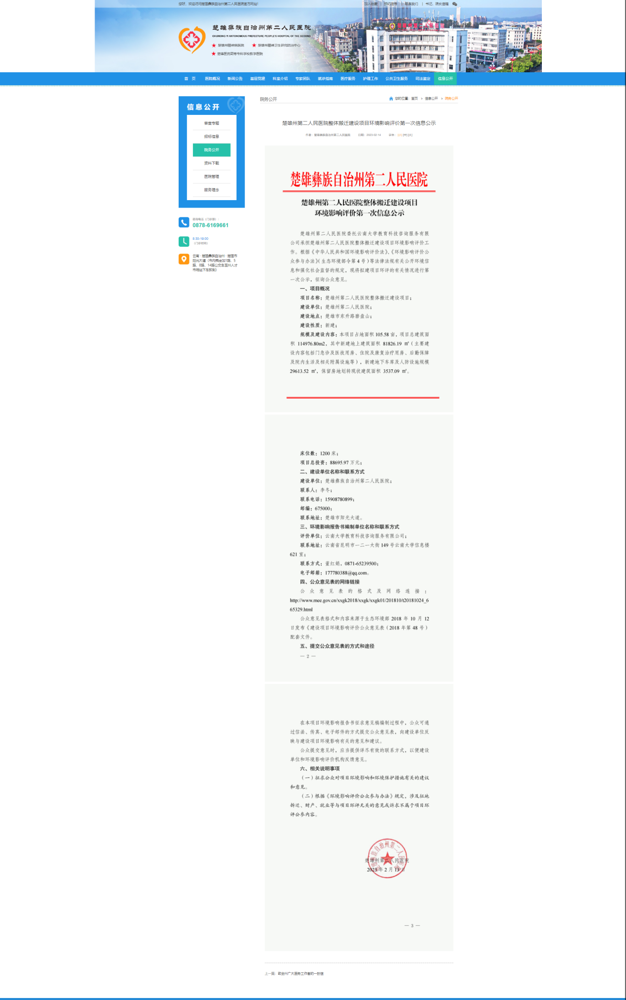 您好，欢迎访问楚雄彝族自治州第二人民医院官方网站！
加入收藏 | 预约挂号 | 联系我们 | 书记、院长信箱
楚雄彝族自治州第二人民医院
CHUXIONG YI ANTONOMOUS PREFECTURE PEOPLE'S HOSPITAL OF THE SECOND
楚雄州精神病医院 楚雄州精神卫生研究防治中心
楚雄医药高等专科学校教学医院
首 页 医院概况 新闻公告 基层党建 科室介绍 专家团队 就诊指南 医疗服务 护理工作 公共卫生服务 司法鉴定 信息公开
信息公开
普查专题
招标信息
院务公开
资料下载
医院管理
服务理念
咨询电话（门诊部）：
0878-6169661
8:30-18:00
（门诊时间）
云南 - 楚雄彝族自治州 - 楚雄市
阳光大道（市内乘坐加1路、5
路、8路、14路公交车至州人才
市场站下车即到）
院务公开
您的位置：首页 > 信息公开 > 院务公开
楚雄州第二人民医院整体搬迁建设项目环境影响评价第一次信息公示
作者：楚雄彝族自治州第二人民医院 日期：2023-02-14 字体： [小] [中] [大]
楚雄彝族自治州第二人民医院
楚雄州第二人民医院整体搬迁建设项目
环境影响评价第一次信息公示
楚雄州第二人民医院委托云南大学教育科技咨询服务有限
公司承担楚雄州第二人民医院整体搬迁建设项目环境影响评价工
作。根据《中华人民共和国环境影响评价法》、《环境影响评价公
众参与办法》（生态环境部令第 4 号）等法律法规有关公开环境信
息和强化社会监督的规定，现将拟建项目环评的有关情况进行第
一次公示，征询公众意见。
一、项目概况
项目名称：楚雄州第二人民医院整体搬迁建设项目；
建设单位：楚雄州第二人民医院；
建设地点：楚雄市东升路磨盘山；
建设性质：新建；
规模及建设内容：本项目占地面积 105.58 亩，项目总建筑面
积 114976.80m2，其中新建地上建筑面积 81826.19 ㎡（主要建
设内容包括门急诊及医技用房、住院及康复治疗用房、后勤保障
及院内生活及相关附属设施等），新建地下车库及人防设施规模
29613.52 ㎡，保留房地划转现状建筑面积 3537.09 ㎡。
床位数：1200 床；
项目总投资：88695.97 万元；
二、建设单位名称和联系方式
建设单位：楚雄彝族自治州第二人民医院；
联系人：李冬；
联系电话：15908780899；
邮编：675000；
联系地址：楚雄市阳光大道。
三、环境影响报告书编制单位名称和联系方式
评价单位：云南大学教育科技咨询服务有限公司；
联系地址：云南省昆明市一二一大街 149 号云南大学信息楼
621 室；
联系方式：董红娟，0871-65239500；
电子邮箱：177780388@qq.com。
四、公众意见表的网络链接
公众意见表的格式及网络连接：
http://www.mee.gov.cn/xxgk2018/xxgk/xxgk01/201810/t20181024_6
65329.html
公众意见表格式和内容来源于生态环境部 2018 年 10 月 12
日发布《建设项目环境影响评价公众意见表（2018 年第 48 号）
配套文件。
五、提交公众意见表的方式和途径
— 2 —
在本项目环境影响报告书征求意见稿编制过程中，公众可通
过信函、传真、电子邮件的方式提交公众意见表，向建设单位反
映与建设项目环境影响有关的意见和建议。
公众提交意见时，应当提供详尽有效的联系方式，以便建设
单位和环境影响评价机构反馈意见。
六、相关说明事项
（一）征求公众对项目环境影响和环境保护措施有关的建议
和意见。
（二）根据《环境影响评价公众参与办法》规定，涉及征地
拆迁、财产、就业等与项目环评无关的意见或诉求不属于项目环
评公参内容。
楚雄州第二人民医院
2023 年 2 月 13 日
— 3 —
上一篇：致全州广大医务工作者的一封信